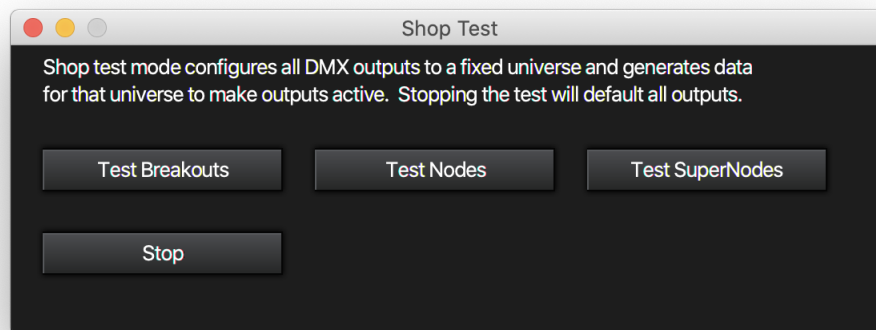 Shop Test
Shop test mode configures all DMX outputs to a fixed universe and generates data
for that universe to make outputs active.  Stopping the test will default all outputs.
Test Breakouts
Test Nodes
Test SuperNodes
Stop